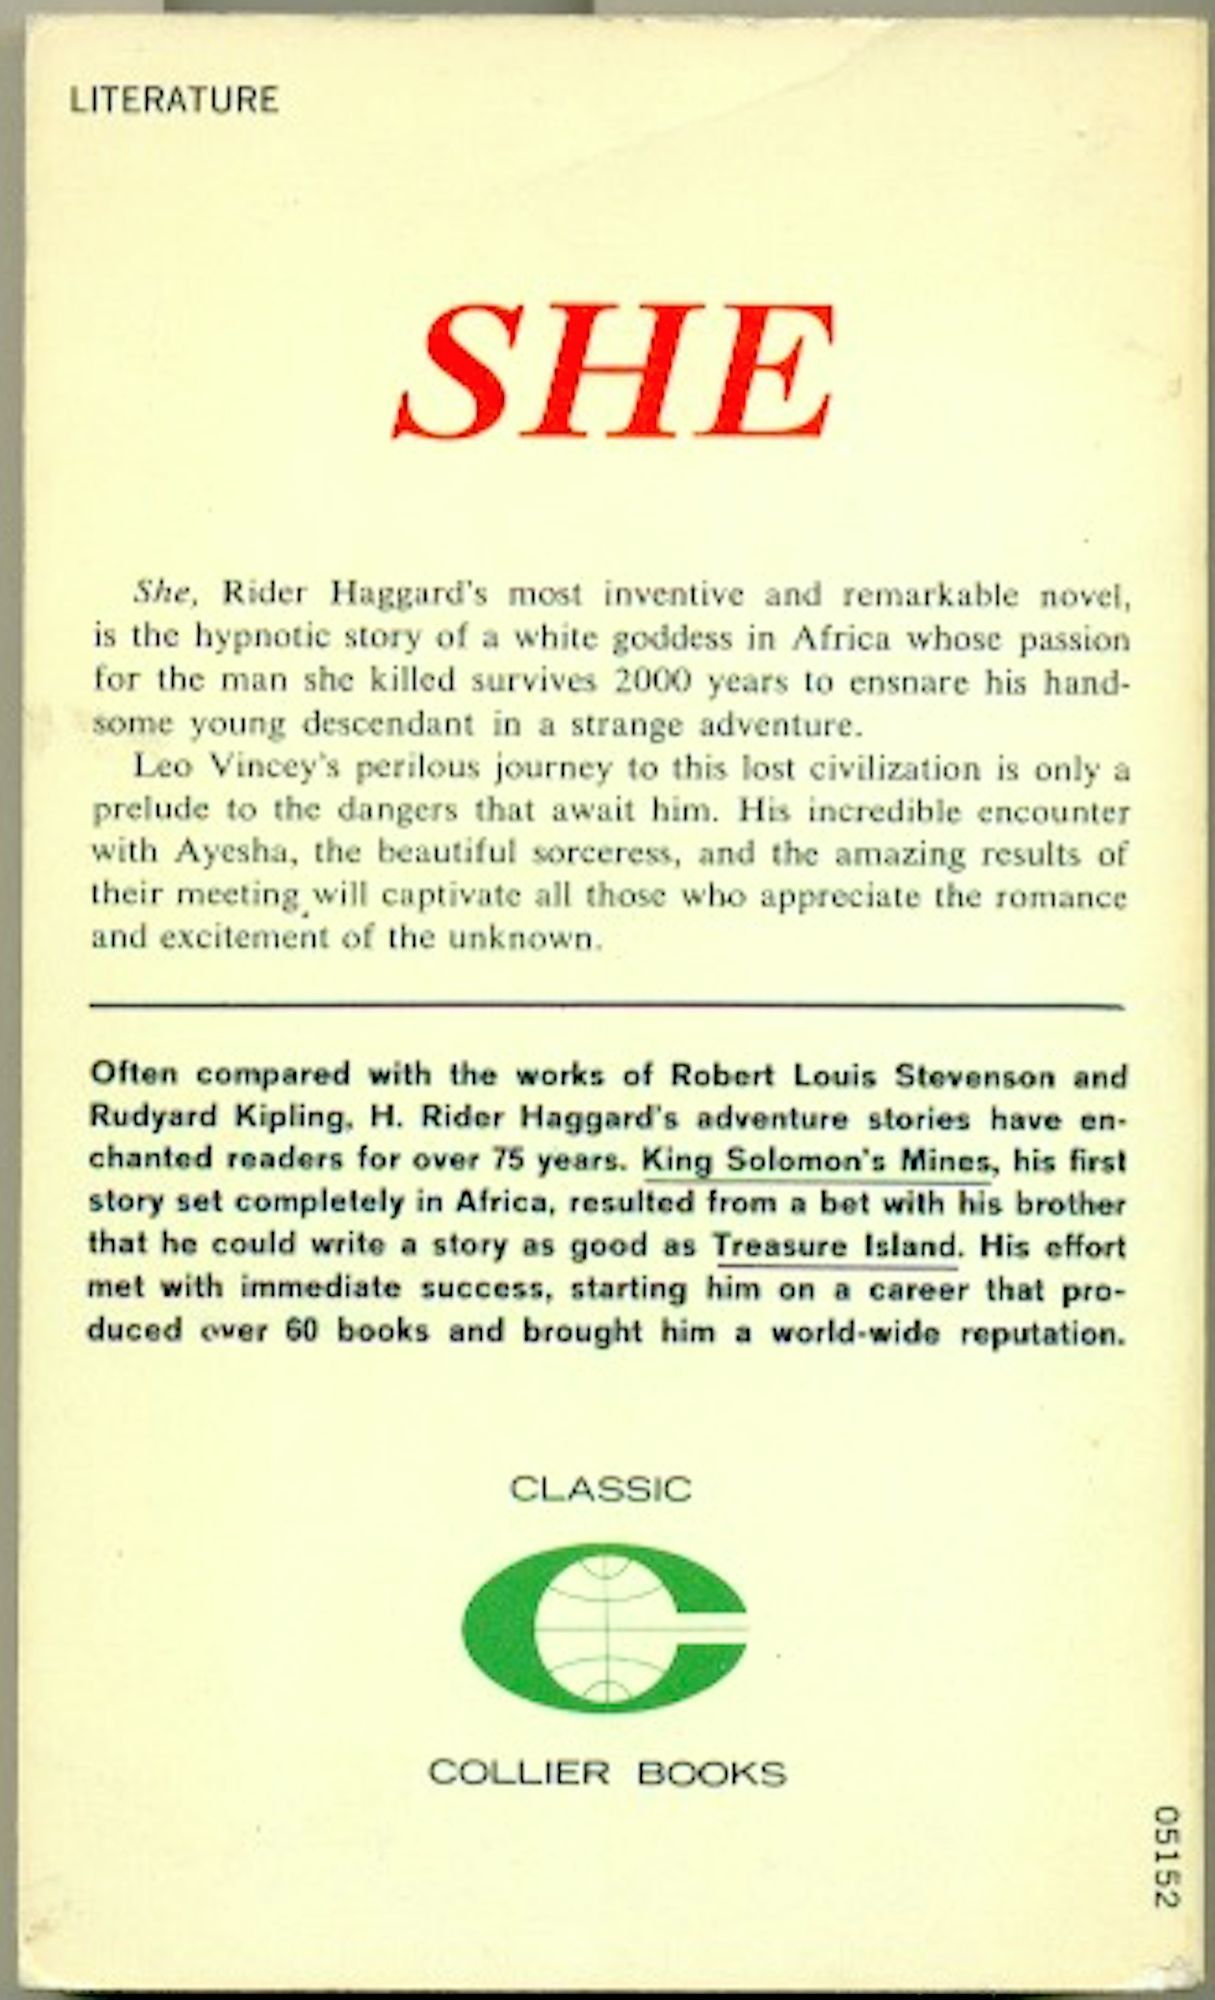 LITERATURE
SHE
She, Rider Haggard's most inventive and remarkable novel,
is the hypnotic story of a white goddess in Africa whose passion
for the man she killed survives 2000 years to ensnare his hand-
some young descendant in a strange adventure.
Leo Vincey's perilous journey to this lost civilization is only a
prelude to the dangers that await him. His incredible encounter
with Ayesha, the beautiful sorceress, and the amazing results of
their meeting will captivate all those who appreciate the romance
and excitement of the unknown.
Often compared with the works of Robert Louis Stevenson and
Rudyard Kipling, H. Rider Haggard's adventure stories have en-
chanted readers for over 75 years. King Solomon's Mines, his first
story set completely in Africa, resulted from a bet with his brother
that he could write a story as good as Treasure Island. His effort
met with immediate success, starting him on a career that pro-
duced over 60 books and brought him a world-wide reputation.
CLASSIC
COLLIER BOOKS
05152